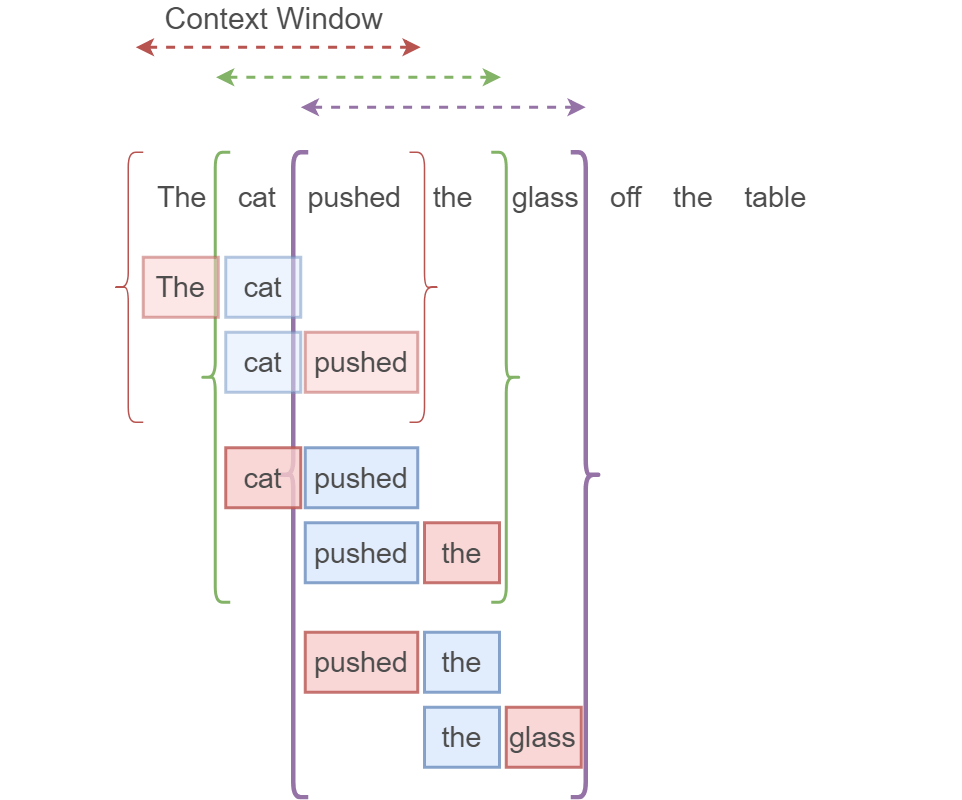 Context Window
The cat pushed the glass off the table
The cat
cat pushed
cat pushed
pushed the
pushed the
the glass